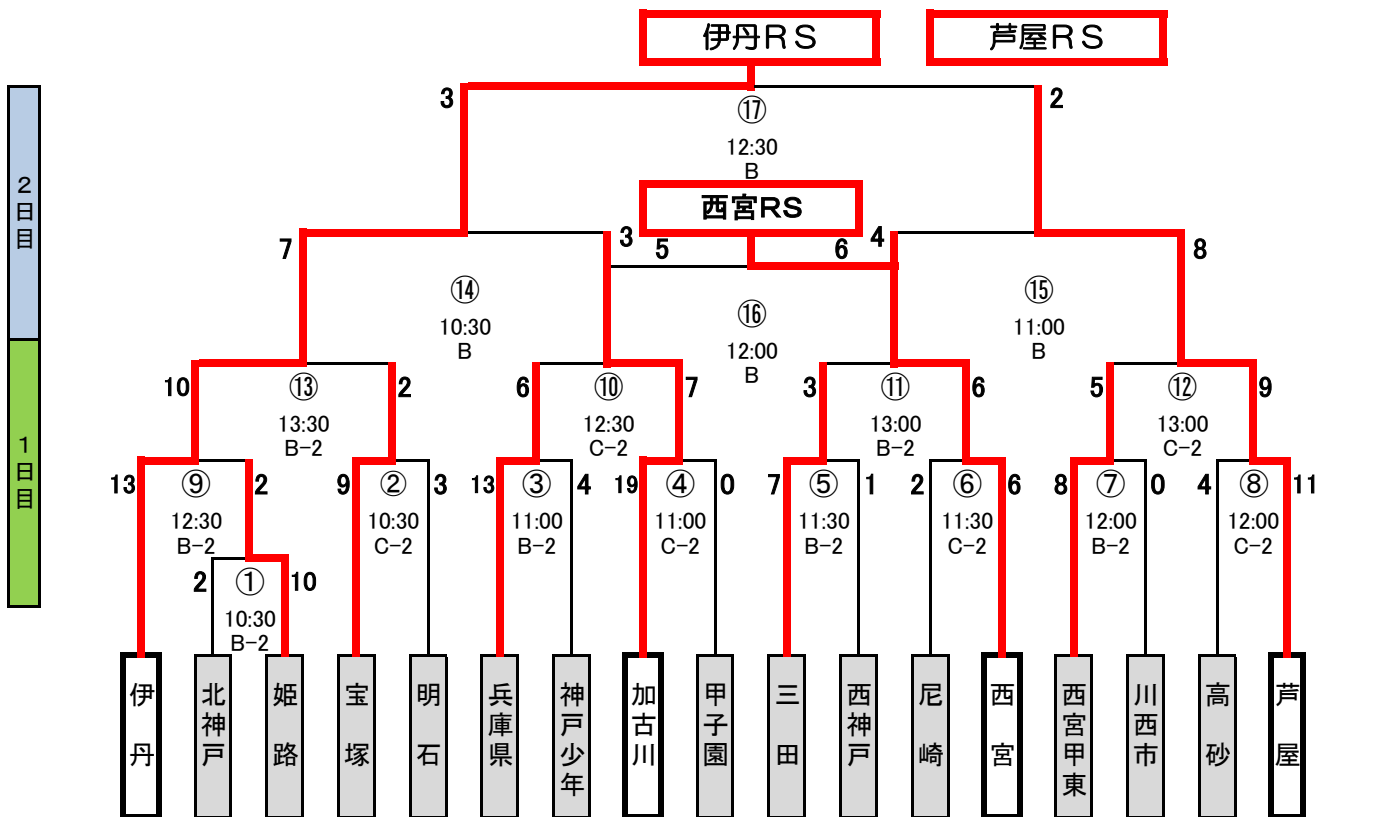 伊丹RS 芦屋RS
3 2
⑰
12:30
B
2日目
西宮RS
7 3 5 6 4 8
⑭ ⑯ ⑮
10:30 12:00 11:00
B B B
1日目
10 2 6 7 3 6 5 9
⑬ ⑩ ⑪ ⑫
13:30 12:30 13:00 13:00
B-2 C-2 B-2 C-2
13 2 9 3 13 4 19 0 7 1 2 6 8 0 4 11
⑨ ② ③ ④ ⑤ ⑥ ⑦ ⑧
12:30 10:30 11:00 11:00 11:30 11:30 12:00 12:00
B-2 C-2 B-2 C-2 B-2 C-2 B-2 C-2
2 ① 10
10:30
B-2
伊丹
北神戸
姫路
宝塚
明石
兵庫県
神戸少年
加古川
甲子園
三田
西神戸
尼崎
西宮
西宮甲東
川西市
高砂
芦屋